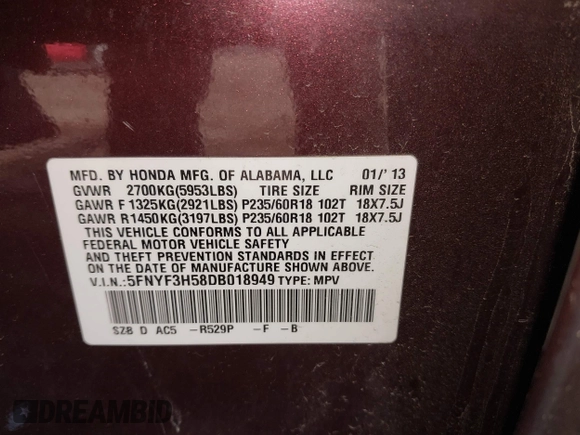 MFD. BY HONDA MFG. OF ALABAMA, LLC 01/'13
GVWR 2700KG(5953LBS) TIRE SIZE RIM SIZE
GAWR F 1325KG(2921LBS) P235/60R18 102T 18X7.5J
GAWR R1450KG(3197LBS) P235/60R18 102T 18X7.5J
THIS VEHICLE CONFORMS TO ALL APPLICABLE
FEDERAL MOTOR VEHICLE SAFETY
AND THEFT PREVENTION STANDARDS IN EFFECT
ON THE DATE OF MANUFACTURE SHOWN ABOVE.
V.I.N.: 5FNYF3H58DB018949 TYPE: MPV
SZB D AC5 -R529P -F -B
DREAMBID